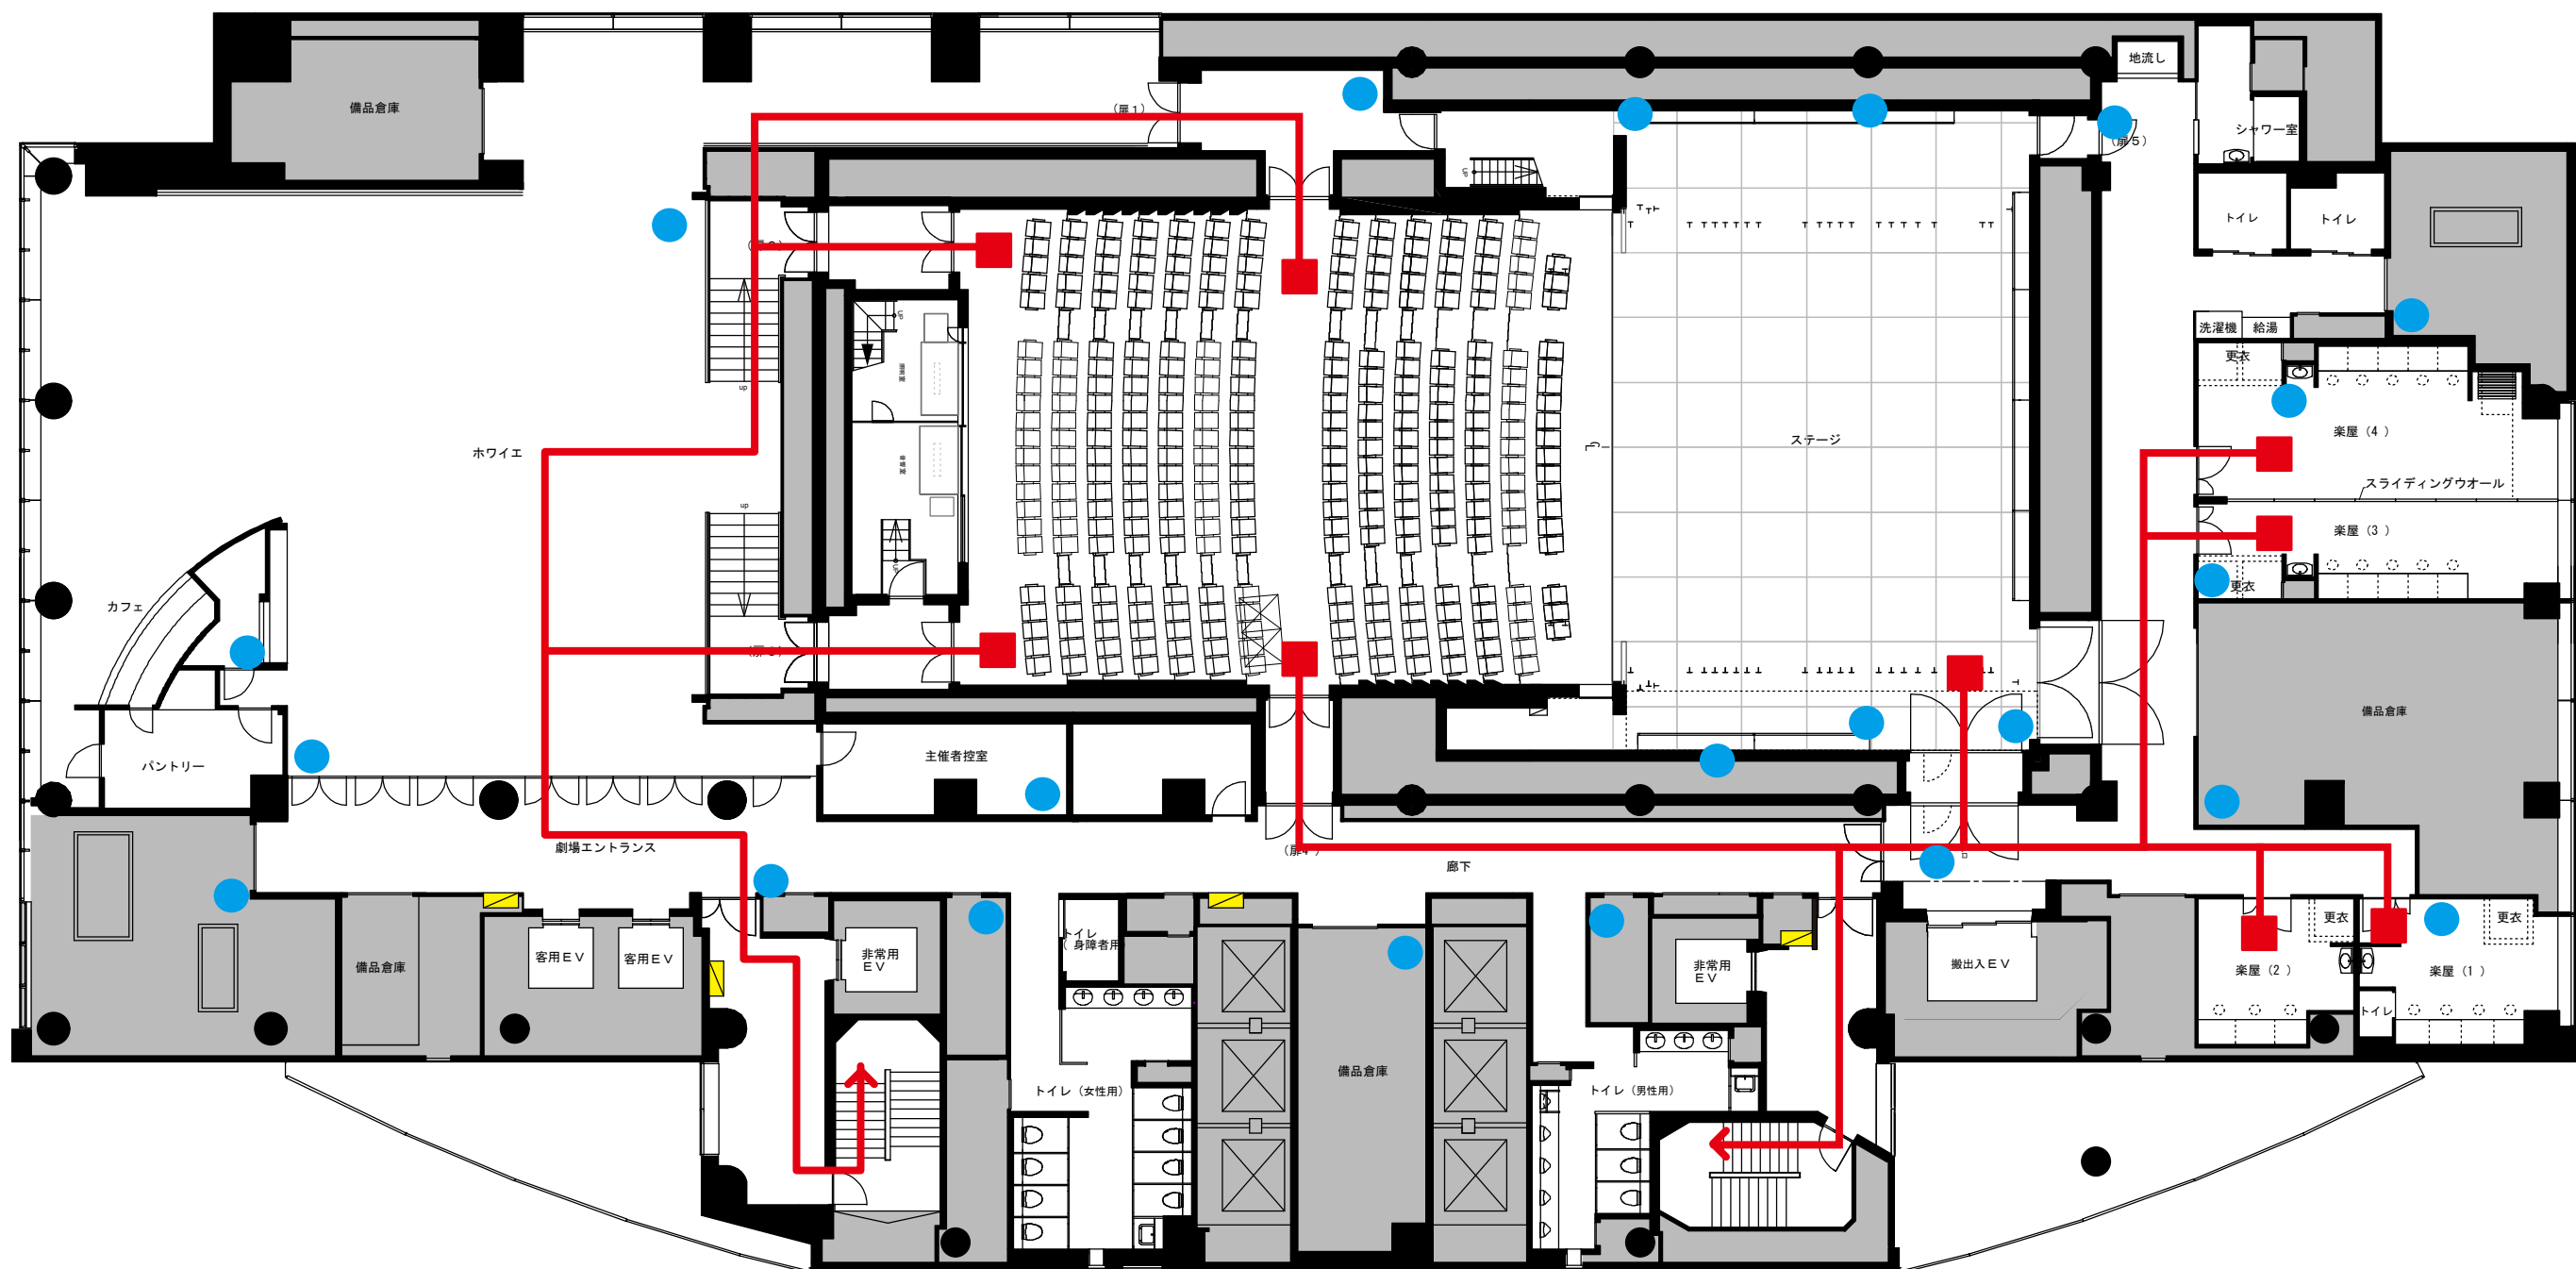 地流し
備品倉庫
(扉1)
シャワー室
(扉5)
UP
トイレ
トイレ
洗濯機
給湯
UP
更衣
up
楽屋(4)
ステージ
ホワイエ
スライディングウオール
up
楽屋(3)
UP
更衣
カフェ
備品倉庫
主催者控室
パントリー
劇場エントランス
廊下
トイレ
(身障者用)
更衣
更衣
客用EV
客用EV
非常用
EV
非常用
EV
搬出入EV
備品倉庫
楽屋(2)
楽屋(1)
トイレ
備品倉庫
トイレ(女性用)
トイレ(男性用)